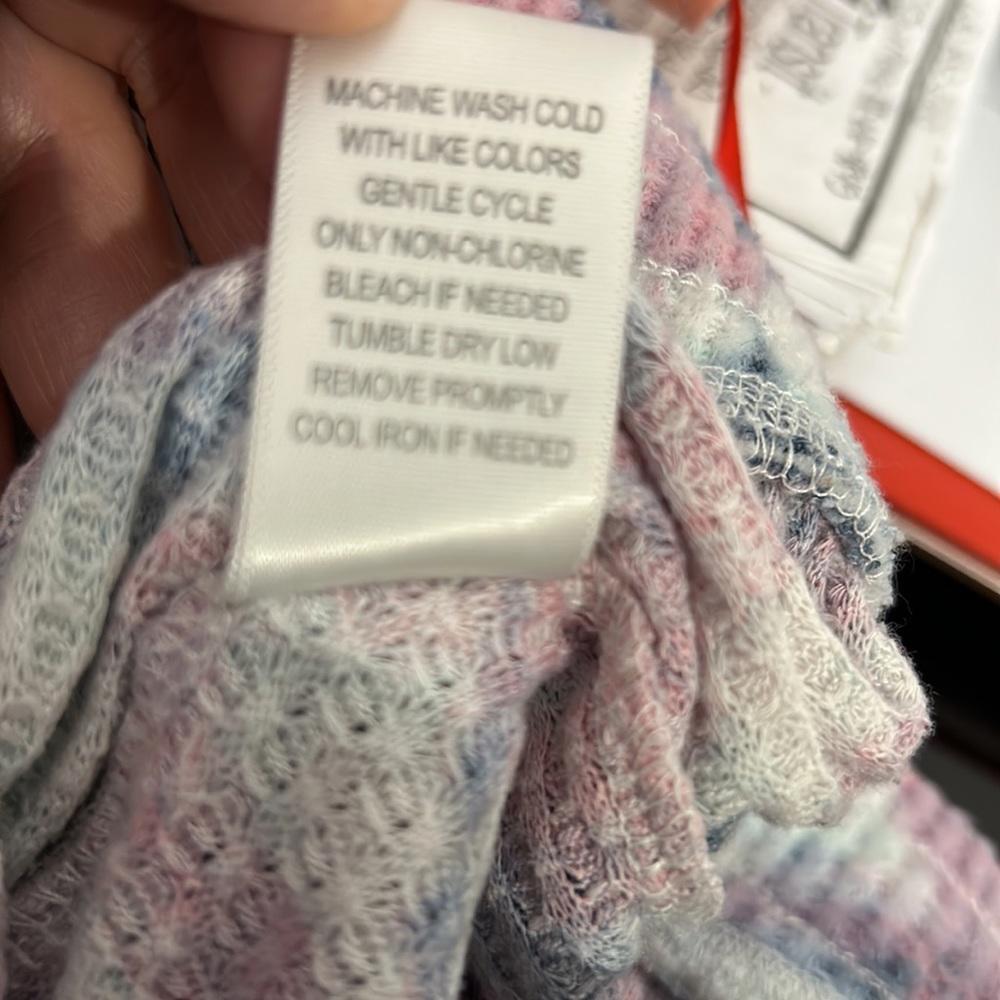 MACHINE WASH COLD
WITH LIKE COLORS
GENTLE CYCLE
ONLY NON-CHLORINE
BLEACH IF NEEDED
TUMBLE DRY LOW
REMOVE PROMPTLY
COOL IRON IF NEEDED